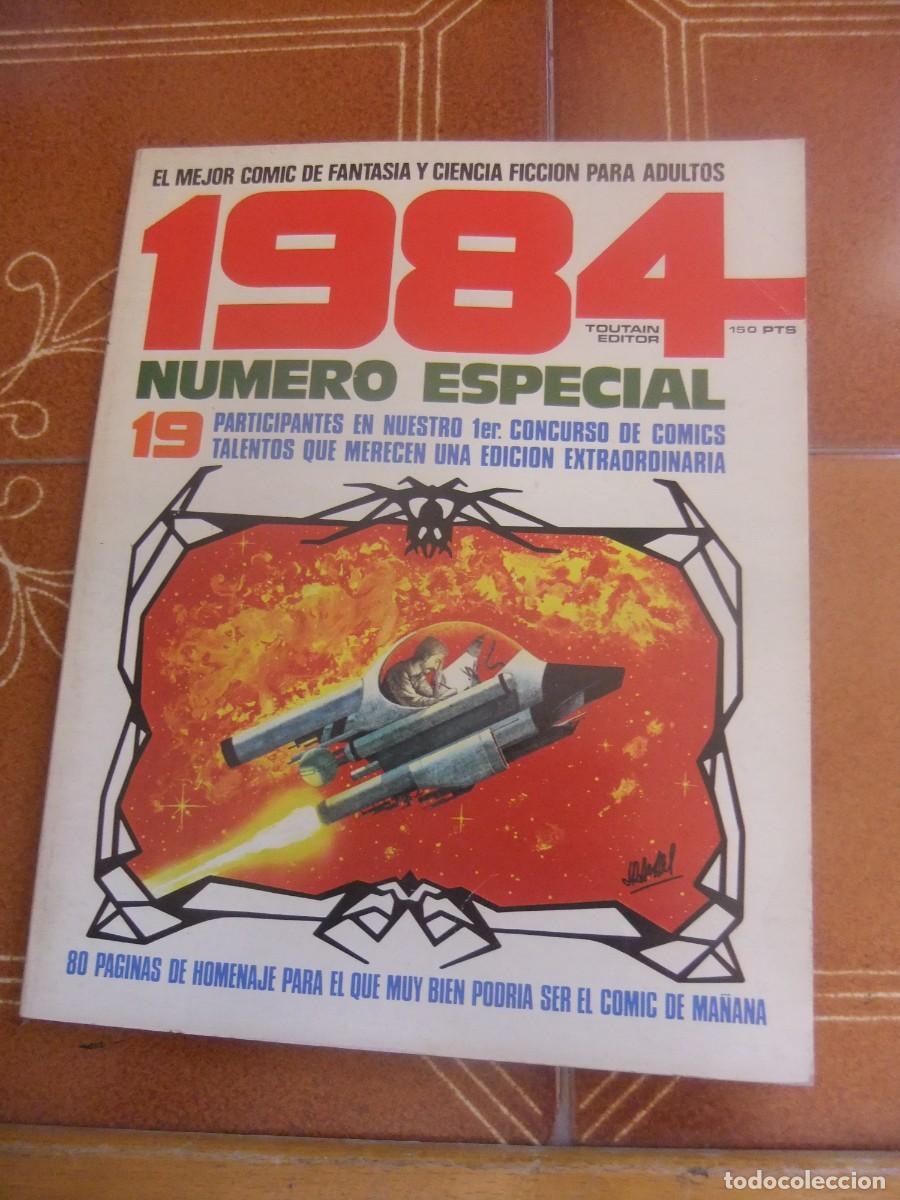 EL MEJOR COMIC DE FANTASIA Y CIENCIA FICCION PARA ADULTOS
1984
TOUTAIN
EDITOR
150 PTS
NUMERO ESPECIAL
19 PARTICIPANTES EN NUESTRO 1er. CONCURSO DE COMICS
TALENTOS QUE MERECEN UNA EDICION EXTRAORDINARIA
80 PAGINAS DE HOMENAJE PARA EL QUE MUY BIEN PODRIA SER EL COMIC DE MAÑANA
todocoleccion